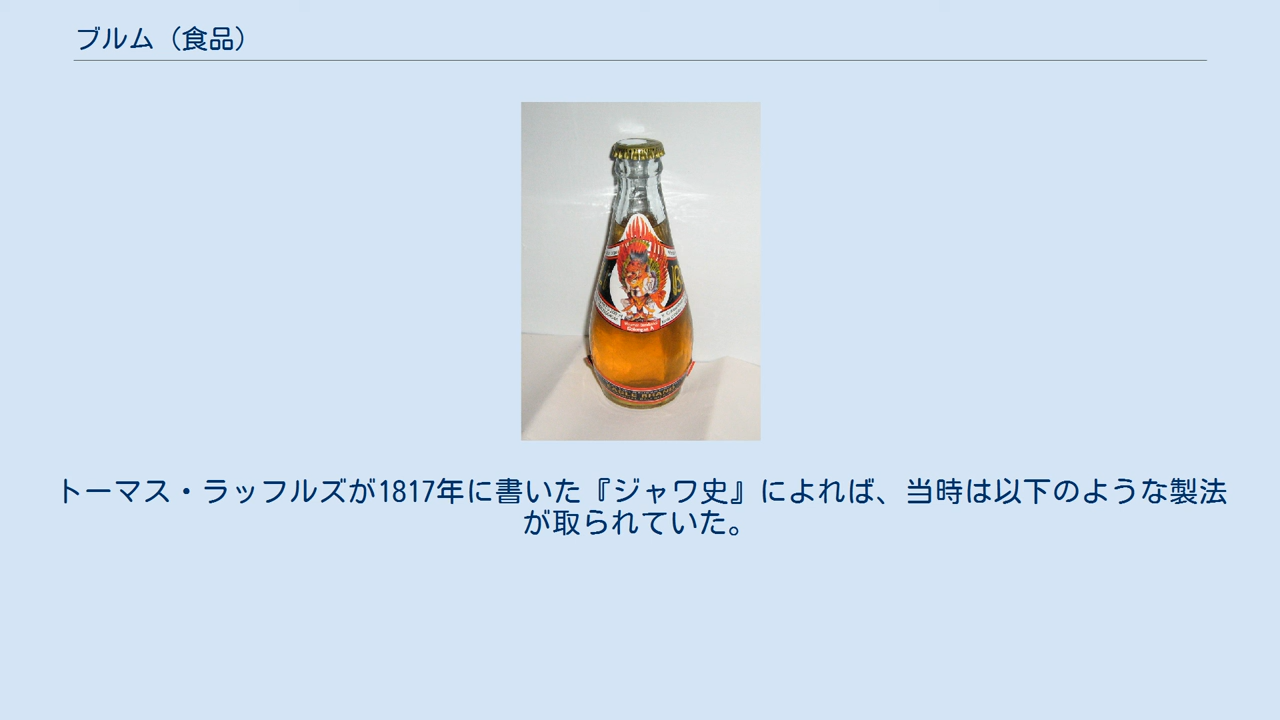 ブルム（食品）
トーマス・ラッフルズが1817年に書いた『ジャワ史』によれば、当時は以下のような製法
が取られていた。